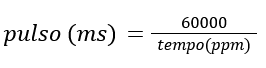 pulso (ms) = 60000 / tempo(ppm)